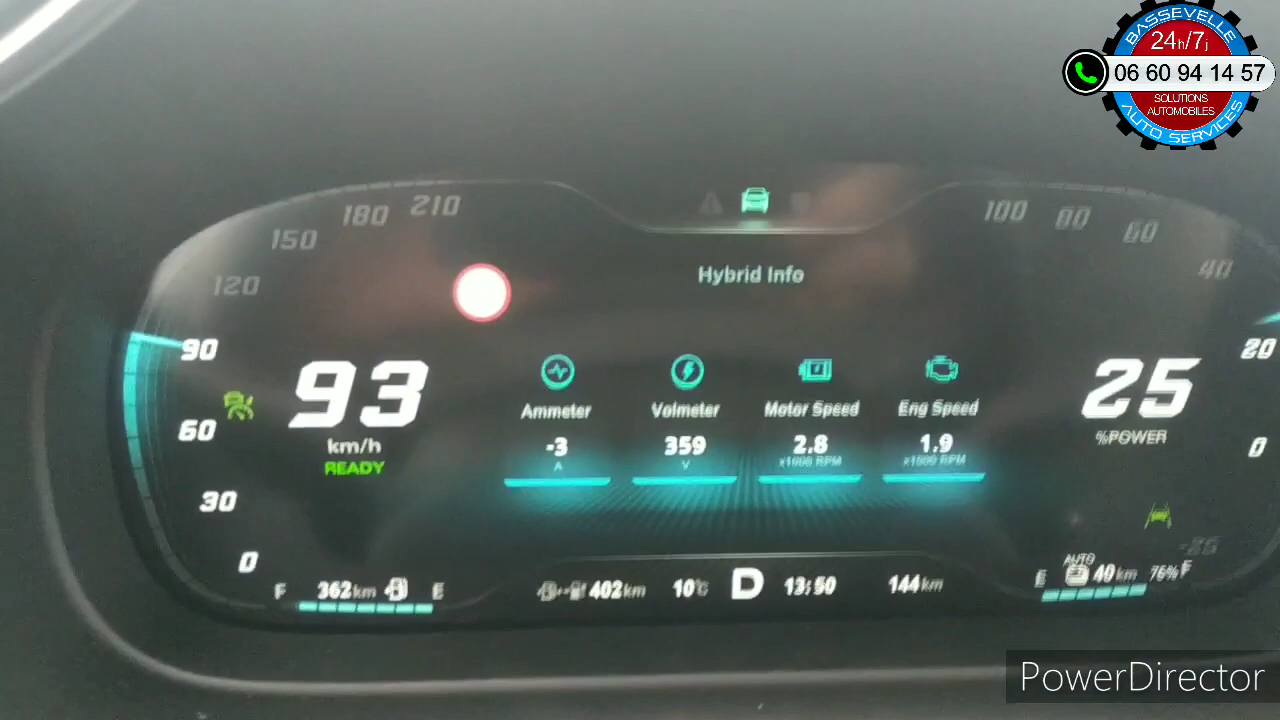 BASSEVELLE
24h/7j
06 60 94 14 57
SOLUTIONS
AUTOMOBILES
AUTO SERVICES
210
180
150
120
90
60
30
0
100
80
60
40
20
0
-25
Hybrid Info
93
km/h
READY
Ammeter
-3
A
Volmeter
359
V
Motor Speed
2.8
x1000 RPM
Eng Speed
1.9
x1000 RPM
25
%POWER
F 362km E
402km 10°C D 13:50 144km
AUTO
E 40km 76% F
PowerDirector